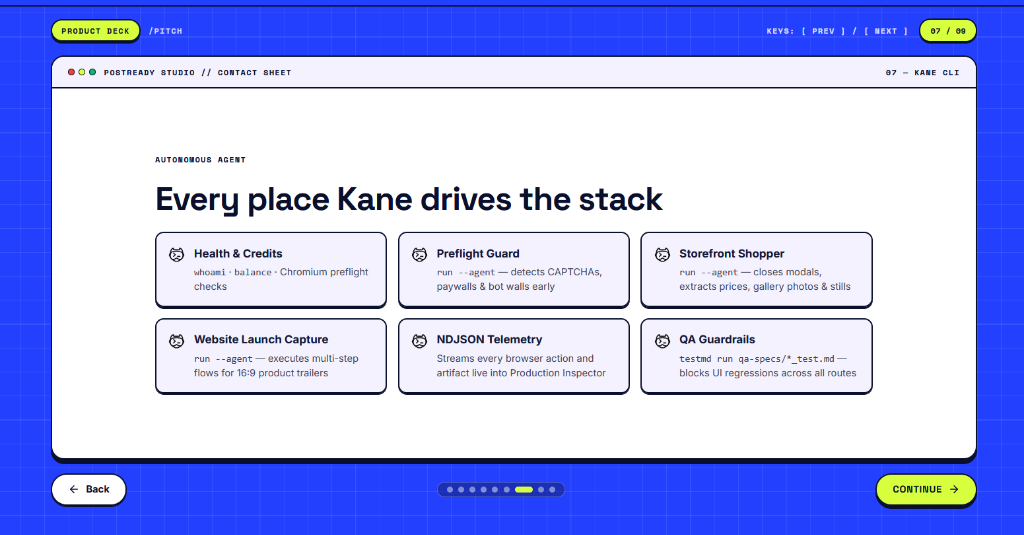 PRODUCT DECK /PITCH
KEYS: [ PREV ] / [ NEXT ] 07 / 09
POSTREADY STUDIO // CONTACT SHEET
07 — KANE CLI
AUTONOMOUS AGENT
Every place Kane drives the stack
Health & Credits
whoami · balance · Chromium preflight
checks
Preflight Guard
run --agent — detects CAPTCHAs,
paywalls & bot walls early
Storefront Shopper
run --agent — closes modals,
extracts prices, gallery photos & stills
Website Launch Capture
run --agent — executes multi-step
flows for 16:9 product trailers
NDJSON Telemetry
Streams every browser action and
artifact live into Production Inspector
QA Guardrails
testmd run qa-specs/*_test.md —
blocks UI regressions across all routes
← Back
CONTINUE →